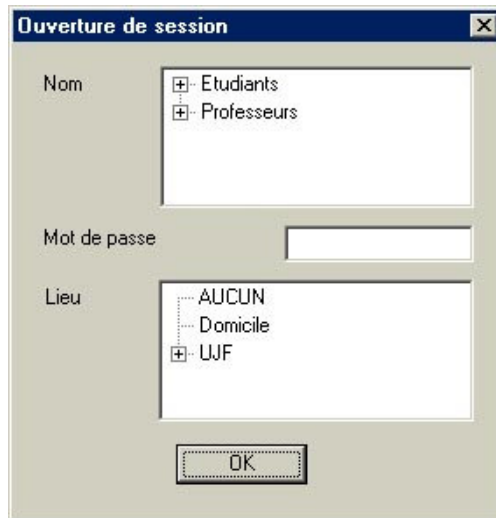 Ouverture de session
Nom
Etudiants
Professeurs
Mot de passe
Lieu
AUCUN
Domicile
UJF
OK